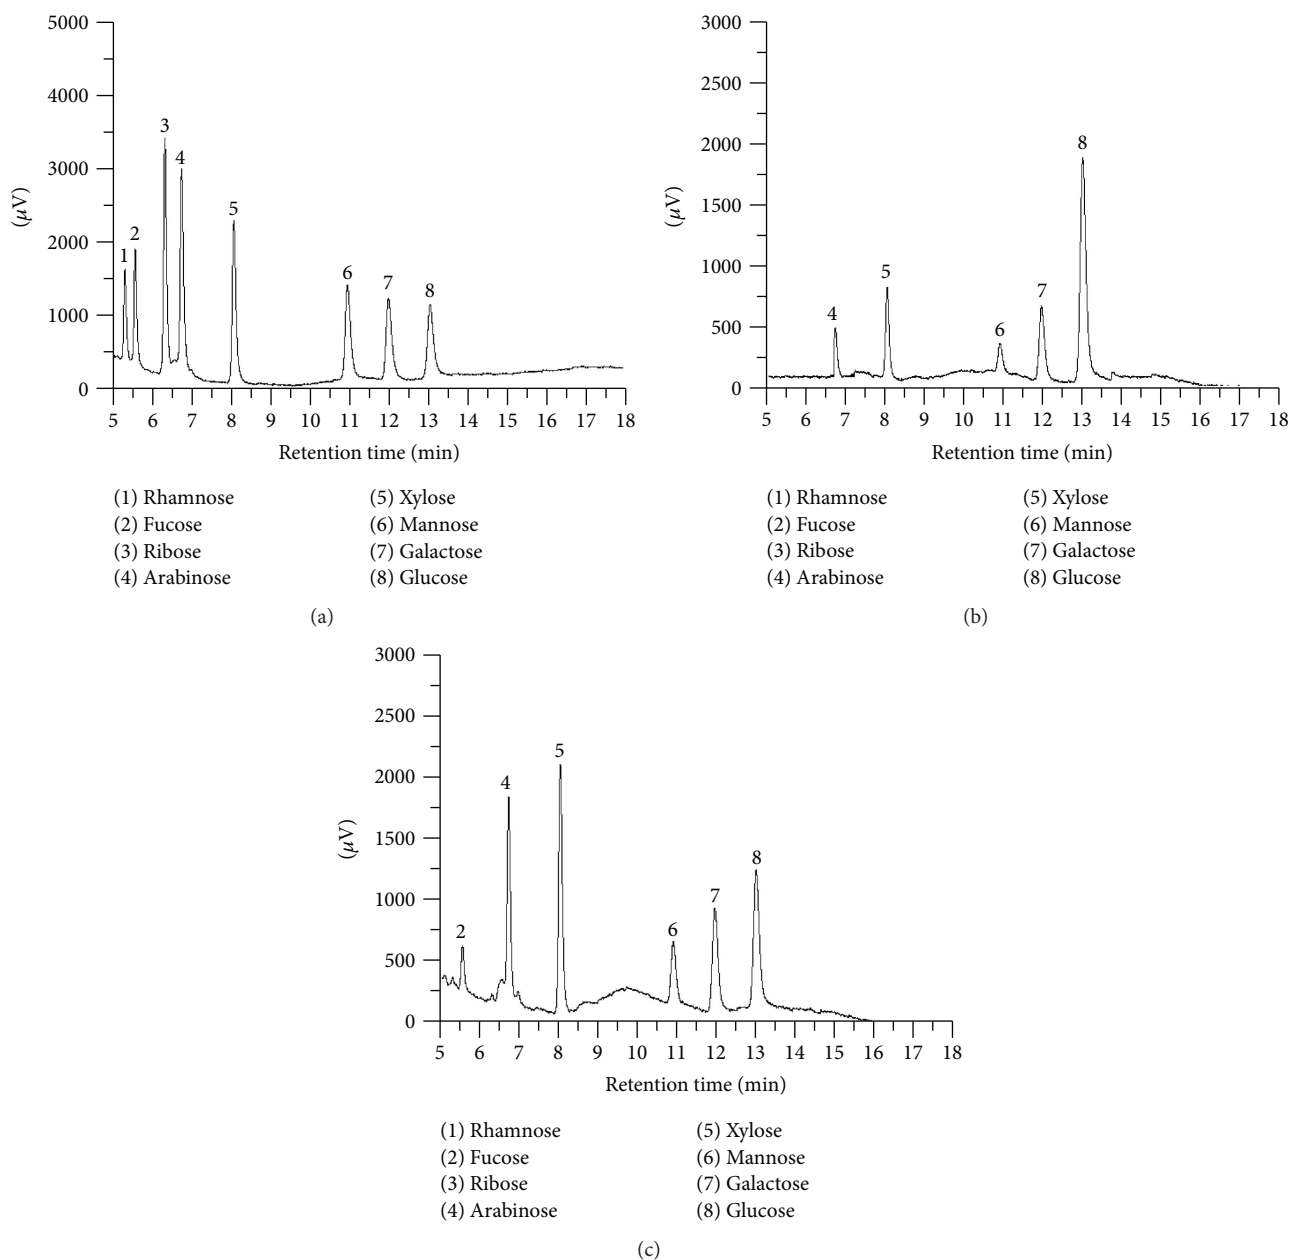 5000
4000
3000
2000
1000
0
(μV)
1
2
3
4
5
6
7
8
5 6 7 8 9 10 11 12 13 14 15 16 17 18
Retention time (min)
(1) Rhamnose
(2) Fucose
(3) Ribose
(4) Arabinose
(5) Xylose
(6) Mannose
(7) Galactose
(8) Glucose
(a)
3000
2500
2000
1500
1000
500
0
(μV)
4
5
6
7
8
5 6 7 8 9 10 11 12 13 14 15 16 17 18
Retention time (min)
(1) Rhamnose
(2) Fucose
(3) Ribose
(4) Arabinose
(5) Xylose
(6) Mannose
(7) Galactose
(8) Glucose
(b)
3000
2500
2000
1500
1000
500
0
(μV)
2
4
5
6
7
8
5 6 7 8 9 10 11 12 13 14 15 16 17 18
Retention time (min)
(1) Rhamnose
(2) Fucose
(3) Ribose
(4) Arabinose
(5) Xylose
(6) Mannose
(7) Galactose
(8) Glucose
(c)